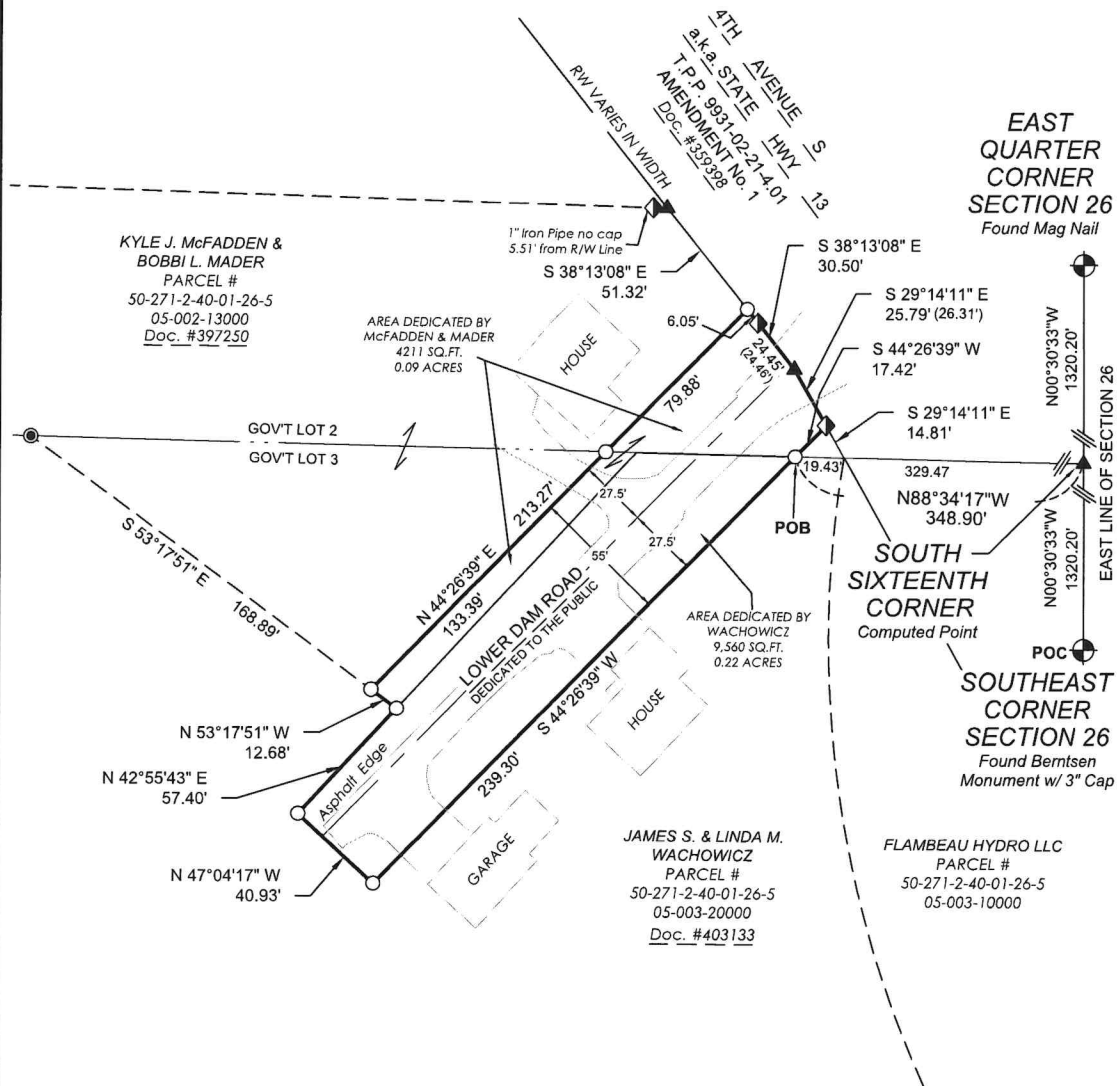 4TH AVENUE S
a.k.a. STATE HWY 13
T.P.P. 9931-02-21-4.01
AMENDMENT No. 1
Doc. #359398
RW VARIES IN WIDTH
EAST
QUARTER
CORNER
SECTION 26
Found Mag Nail
KYLE J. McFADDEN &
BOBBI L. MADER
PARCEL #
50-271-2-40-01-26-5
05-002-13000
Doc. #397250
1" Iron Pipe no cap
5.51' from R/W Line
S 38°13'08" E
51.32'
S 38°13'08" E
30.50'
S 29°14'11" E
25.79' (26.31')
S 44°26'39" W
17.42'
S 29°14'11" E
14.81'
6.05'
24.45'
(24.46')
AREA DEDICATED BY
McFADDEN & MADER
4211 SQ.FT.
0.09 ACRES
HOUSE
79.88'
N00°30'33"W
1320.20'
EAST LINE OF SECTION 26
GOV'T LOT 2
GOV'T LOT 3
19.43'
329.47
N88°34'17"W
348.90'
POB
27.5'
27.5'
55'
213.27'
N 44°26'39" E
133.39'
S 53°17'51" E
168.89'
SOUTH
SIXTEENTH
CORNER
Computed Point
N00°30'33"W
1320.20'
POC
SOUTHEAST
CORNER
SECTION 26
Found Berntsen
Monument w/ 3" Cap
LOWER DAM ROAD
DEDICATED TO THE PUBLIC
AREA DEDICATED BY
WACHOWICZ
9,560 SQ.FT.
0.22 ACRES
HOUSE
S 44°26'39" W
239.30'
N 53°17'51" W
12.68'
N 42°55'43" E
57.40'
Asphalt Edge
N 47°04'17" W
40.93'
GARAGE
JAMES S. & LINDA M.
WACHOWICZ
PARCEL #
50-271-2-40-01-26-5
05-003-20000
Doc. #403133
FLAMBEAU HYDRO LLC
PARCEL #
50-271-2-40-01-26-5
05-003-10000